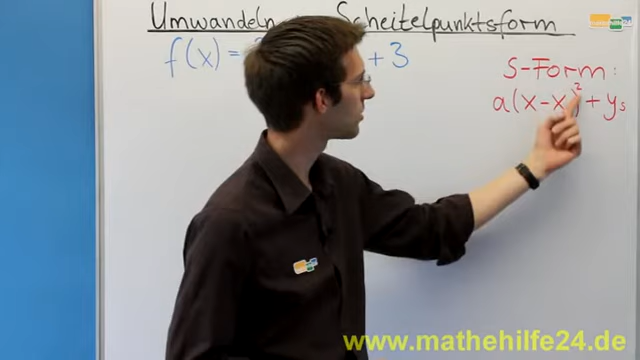 Umwandeln Scheitelpunktsform
f(x) = + 3
S-Form:
a(x-x)² + ys
www.mathehilfe24.de